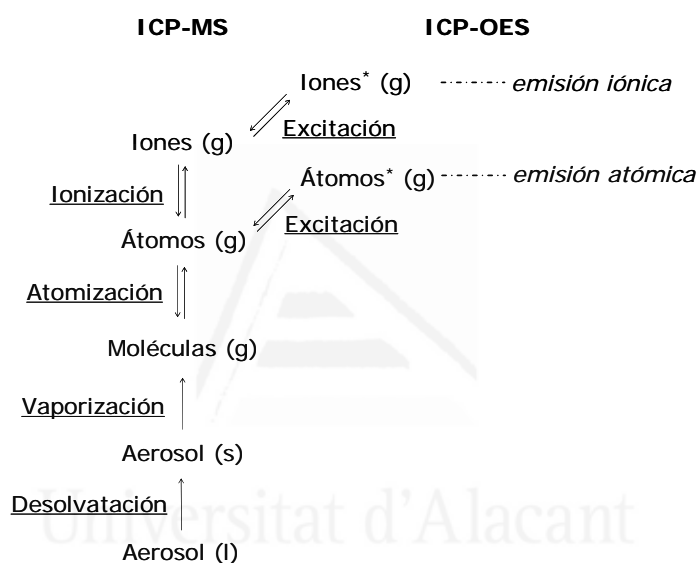 ICP-MS ICP-OES
Iones* (g) emisión iónica
Excitación
Iones (g)
Átomos* (g) emisión atómica
Ionización
Excitación
Átomos (g)
Atomización
Moléculas (g)
Vaporización
Aerosol (s)
Desolvatación
Universitat d'Alacant
Aerosol (l)